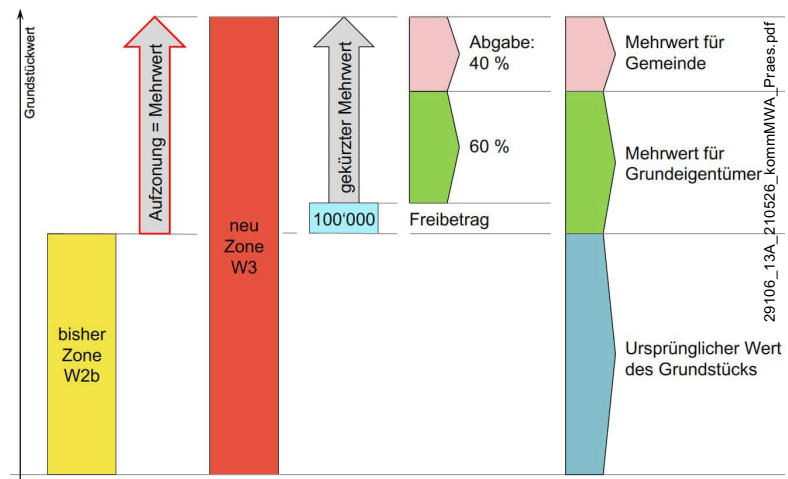 Grundstückwert
Aufzonung = Mehrwert
bisher
Zone
W2b
neu
Zone
W3
gekürzter Mehrwert
100‘000
Freibetrag
Abgabe:
40 %
60 %
Mehrwert für
Gemeinde
Mehrwert für
Grundeigentümer
Ursprünglicher Wert
des Grundstücks
29106_13A_210526_kommMWA_Praes.pdf